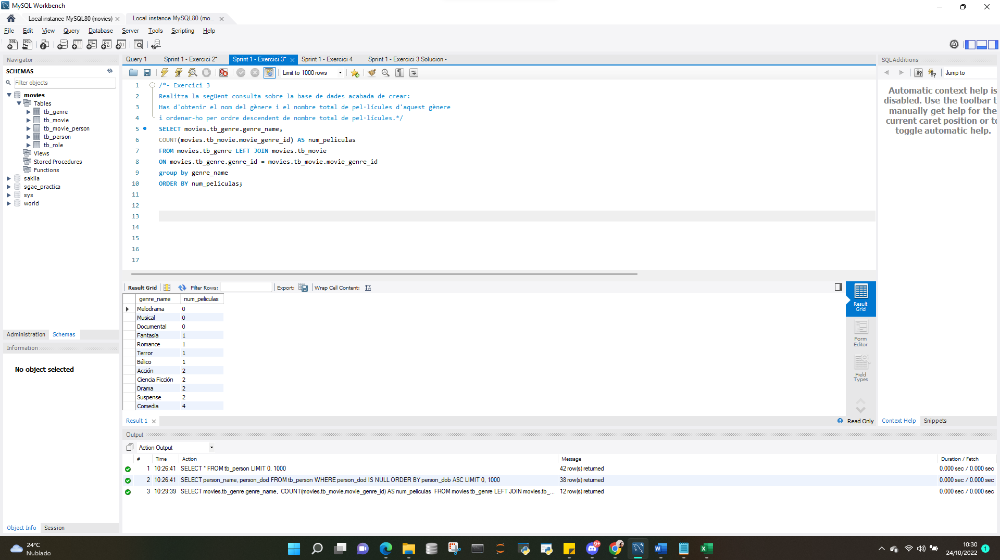 MySQL Workbench
Local instance MySQL80 (movies)
Local instance MySQL80 (mo...
File Edit View Query Database Server Tools Scripting Help
Navigator
SCHEMAS
Filter objects
movies
Tables
tb_genre
tb_movie
tb_movie_person
tb_person
tb_role
Views
Stored Procedures
Functions
sakila
sgae_practica
sys
world
Administration Schemas
Information
No object selected
Object Info Session
Query 1 Sprint 1 - Exercici 2* Sprint 1 - Exercici 3* Sprint 1 - Exercici 4 Sprint 1 - Exercici 3 Solucion -
Limit to 1000 rows
1 /*- Exercici 3
2 Realitza la següent consulta sobre la base de dades acabada de crear:
3 Has d'obtenir el nom del gènere i el nombre total de pel·lícules d'aquest gènere
4 i ordenar-ho per ordre descendent de nombre total de pel·lícules.*/
5 SELECT movies.tb_genre.genre_name,
6 COUNT(movies.tb_movie.movie_genre_id) AS num_peliculas
7 FROM movies.tb_genre LEFT JOIN movies.tb_movie
8 ON movies.tb_genre.genre_id = movies.tb_movie.movie_genre_id
9 group by genre_name
10 ORDER BY num_peliculas;
11
12
13
14
15
16
17
Result Grid Filter Rows: Export: Wrap Cell Content:
genre_name num_peliculas
Melodrama 0
Musical 0
Documental 0
Fantasía 1
Romance 1
Terror 1
Bélico 1
Acción 2
Ciencia Ficción 2
Drama 2
Suspense 2
Comedia 4
Result Grid
Form Editor
Field Types
Result 1
Read Only
Output
Action Output
# Time Action Message Duration / Fetch
1 10:26:41 SELECT * FROM tb_person LIMIT 0, 1000 42 row(s) returned 0.000 sec / 0.000 sec
2 10:26:41 SELECT person_name, person_dod FROM tb_person WHERE person_dod IS NULL ORDER BY person_dob ASC LIMIT 0, 1000 38 row(s) returned 0.000 sec / 0.000 sec
3 10:29:39 SELECT movies.tb_genre.genre_name, COUNT(movies.tb_movie.movie_genre_id) AS num_peliculas FROM movies.tb_genre LEFT JOIN movies.tb_... 12 row(s) returned 0.000 sec / 0.000 sec
SQLAdditions
Jump to
Automatic context help is
disabled. Use the toolbar t
manually get help for the
current caret position or to
toggle automatic help.
Context Help Snippets
24°C
Nublado
9+
10:30
24/10/2022
1